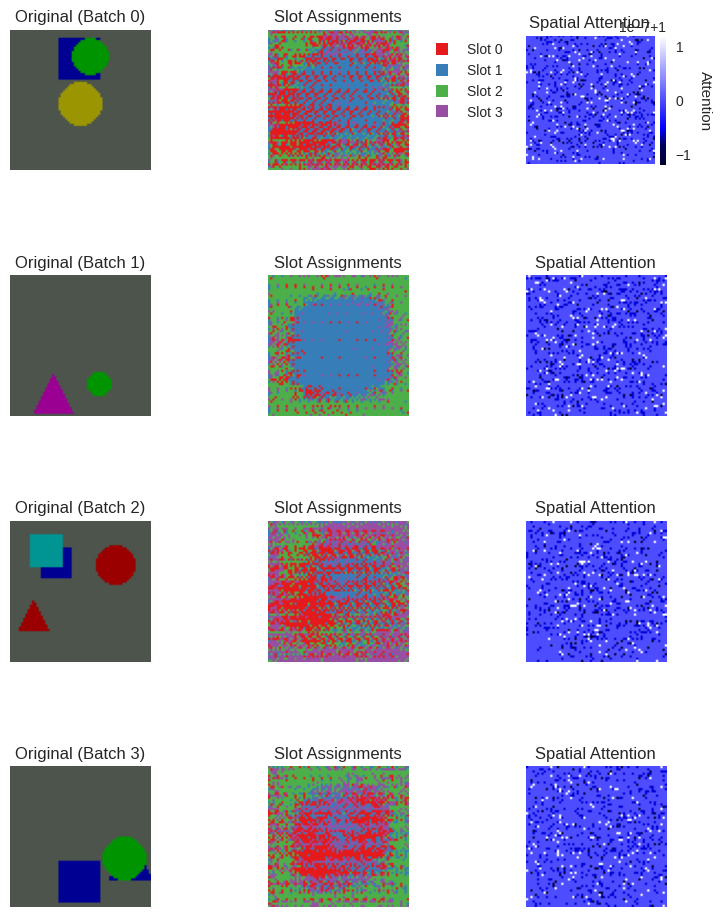 Original (Batch 0)
Slot Assignments
Slot 0
Slot 1
Slot 2
Slot 3
Spatial Attention
1e−7+1
1
0
−1
Attention
Original (Batch 1)
Slot Assignments
Spatial Attention
Original (Batch 2)
Slot Assignments
Spatial Attention
Original (Batch 3)
Slot Assignments
Spatial Attention